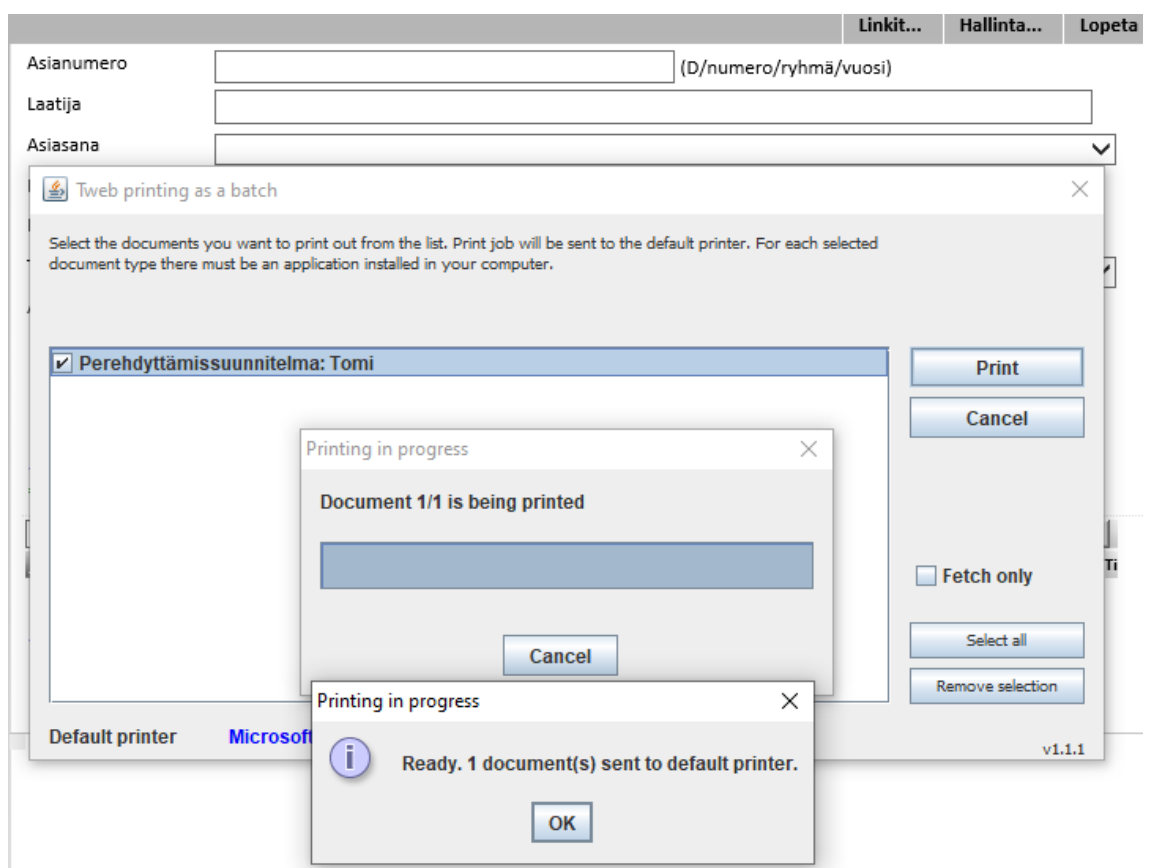 Linkit... Hallinta... Lopeta
Asianumero (D/numero/ryhmä/vuosi)
Laatija
Asiasana
Tweb printing as a batch
Select the documents you want to print out from the list. Print job will be sent to the default printer. For each selected
document type there must be an application installed in your computer.
Perehdyttämissuunnitelma: Tomi
Print
Cancel
Printing in progress
Document 1/1 is being printed
Cancel
Fetch only
Ti
Select all
Remove selection
Default printer Microsoft
v1.1.1
Printing in progress
Ready. 1 document(s) sent to default printer.
OK